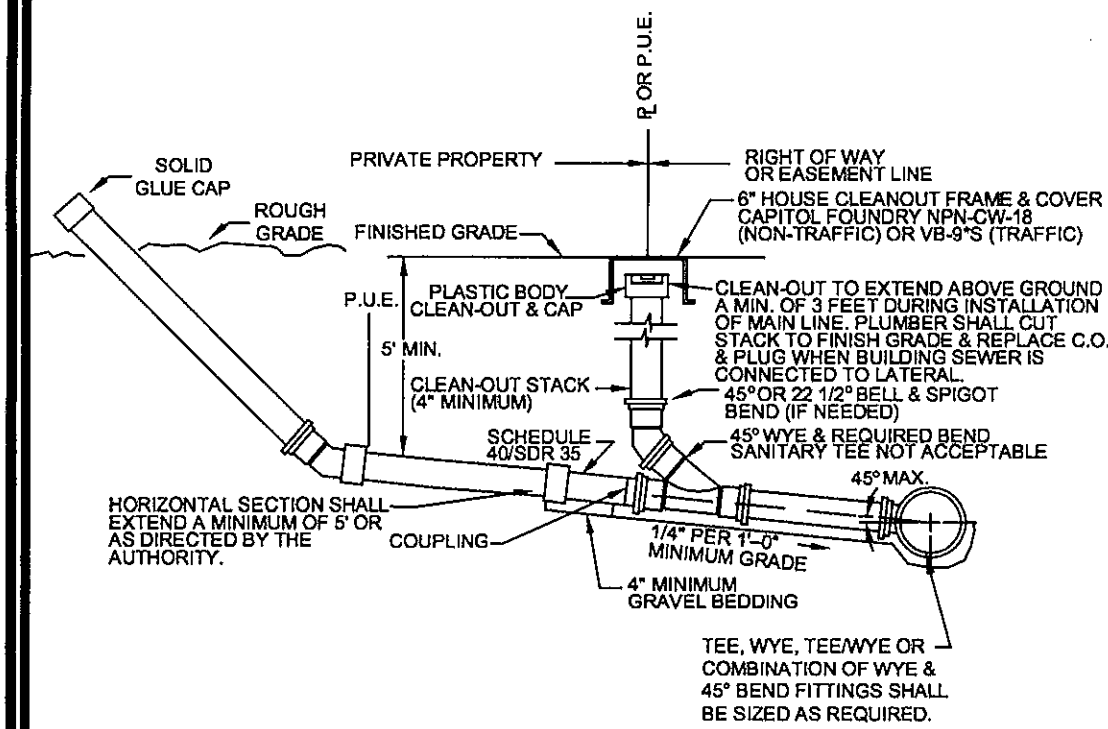 ℞ OR P.U.E.
PRIVATE PROPERTY
RIGHT OF WAY
OR EASEMENT LINE
SOLID
GLUE CAP
ROUGH
GRADE
FINISHED GRADE
6" HOUSE CLEANOUT FRAME & COVER
CAPITOL FOUNDRY NPN-CW-18
(NON-TRAFFIC) OR VB-9"S (TRAFFIC)
P.U.E.
5' MIN.
PLASTIC BODY
CLEAN-OUT & CAP
CLEAN-OUT TO EXTEND ABOVE GROUND
A MIN. OF 3 FEET DURING INSTALLATION
OF MAIN LINE. PLUMBER SHALL CUT
STACK TO FINISH GRADE & REPLACE C.O.
& PLUG WHEN BUILDING SEWER IS
CONNECTED TO LATERAL.
CLEAN-OUT STACK
(4" MINIMUM)
45° OR 22 1/2° BELL & SPIGOT
BEND (IF NEEDED)
SCHEDULE
40/SDR 35
45° WYE & REQUIRED BEND
SANITARY TEE NOT ACCEPTABLE
45° MAX.
HORIZONTAL SECTION SHALL
EXTEND A MINIMUM OF 5' OR
AS DIRECTED BY THE
AUTHORITY.
COUPLING
1/4" PER 1'-0"
MINIMUM GRADE
4" MINIMUM
GRAVEL BEDDING
TEE, WYE, TEE/WYE OR
COMBINATION OF WYE &
45° BEND FITTINGS SHALL
BE SIZED AS REQUIRED.